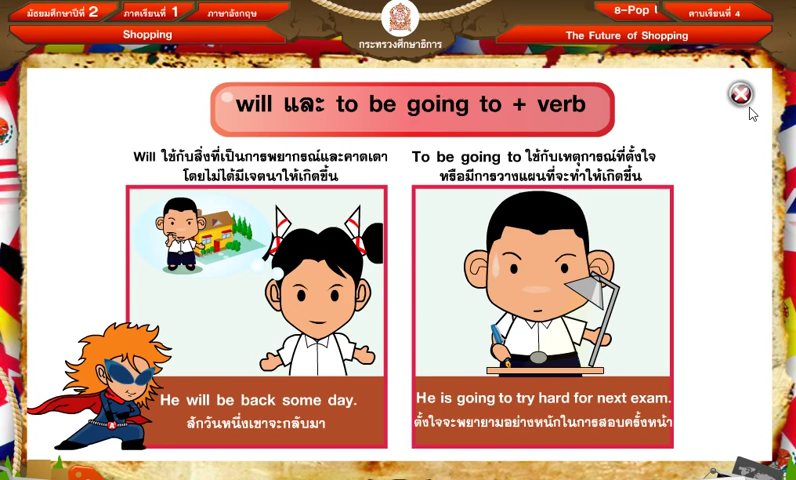 มัธยมศึกษาปีที่ 2
ภาคเรียนที่ 1
ภาษาอังกฤษ
8-Pop
คาบเรียนที่ 4
Shopping
กระทรวงศึกษาธิการ
The Future of Shopping
will และ to be going to + verb
Will ใช้กับสิ่งที่เป็นการพยากรณ์และคาดเดา
โดยไม่ได้มีเจตนาให้เกิดขึ้น
To be going to ใช้กับเหตุการณ์ที่ตั้งใจ
หรือมีการวางแผนที่จะทำให้เกิดขึ้น
He will be back some day.
สักวันหนึ่งเขาจะกลับมา
He is going to try hard for next exam.
ตั้งใจจะพยายามอย่างหนักในการสอบครั้งหน้า